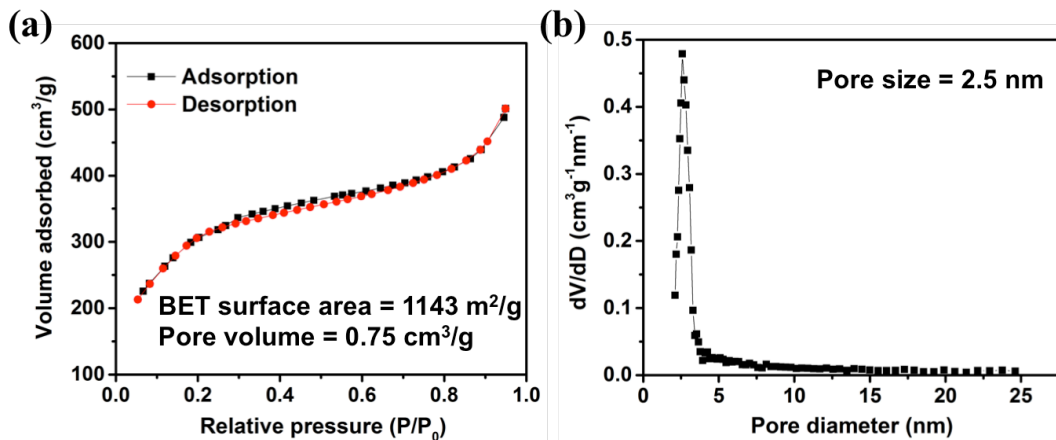 (a)
600
500
400
300
200
100
Volume adsorbed (cm³/g)
Adsorption
Desorption
BET surface area = 1143 m²/g
Pore volume = 0.75 cm³/g
0.0 0.2 0.4 0.6 0.8 1.0
Relative pressure (P/P₀)
(b)
0.5
0.4
0.3
0.2
0.1
0.0
dV/dD (cm³g⁻¹nm⁻¹)
Pore size = 2.5 nm
0 5 10 15 20 25
Pore diameter (nm)